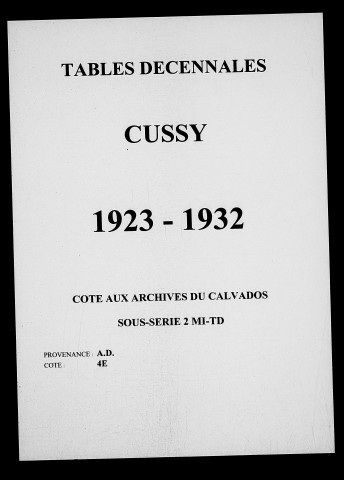 TABLES DECENNALES
CUSSY
1923 - 1932
COTE AUX ARCHIVES DU CALVADOS
SOUS-SERIE 2 MI-TD
PROVENANCE : A.D.
COTE : 4E